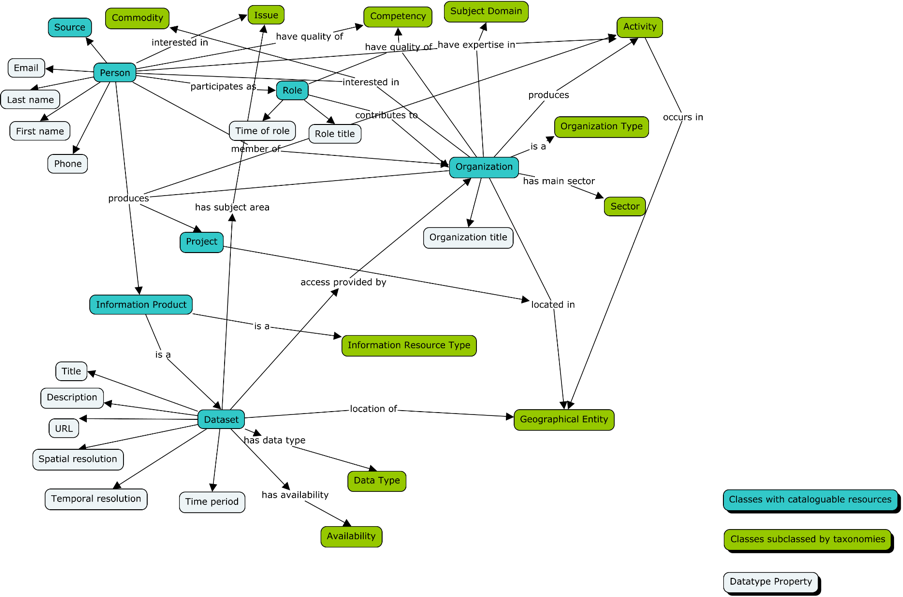 Commodity
Issue
Competency
Subject Domain
Activity
Source
interested in
have quality of
have quality of
have expertise in
Email
Person
interested in
participates as
Role
produces
Last name
contributes to
occurs in
First name
Time of role
Role title
Organization Type
member of
is a
Phone
Organization
has main sector
produces
has subject area
Sector
Project
Organization title
access provided by
Information Product
located in
is a
Information Resource Type
is a
Title
Description
location of
Dataset
Geographical Entity
URL
has data type
Spatial resolution
Data Type
Temporal resolution
Time period
has availability
Classes with cataloguable resources
Availability
Classes subclassed by taxonomies
Datatype Property